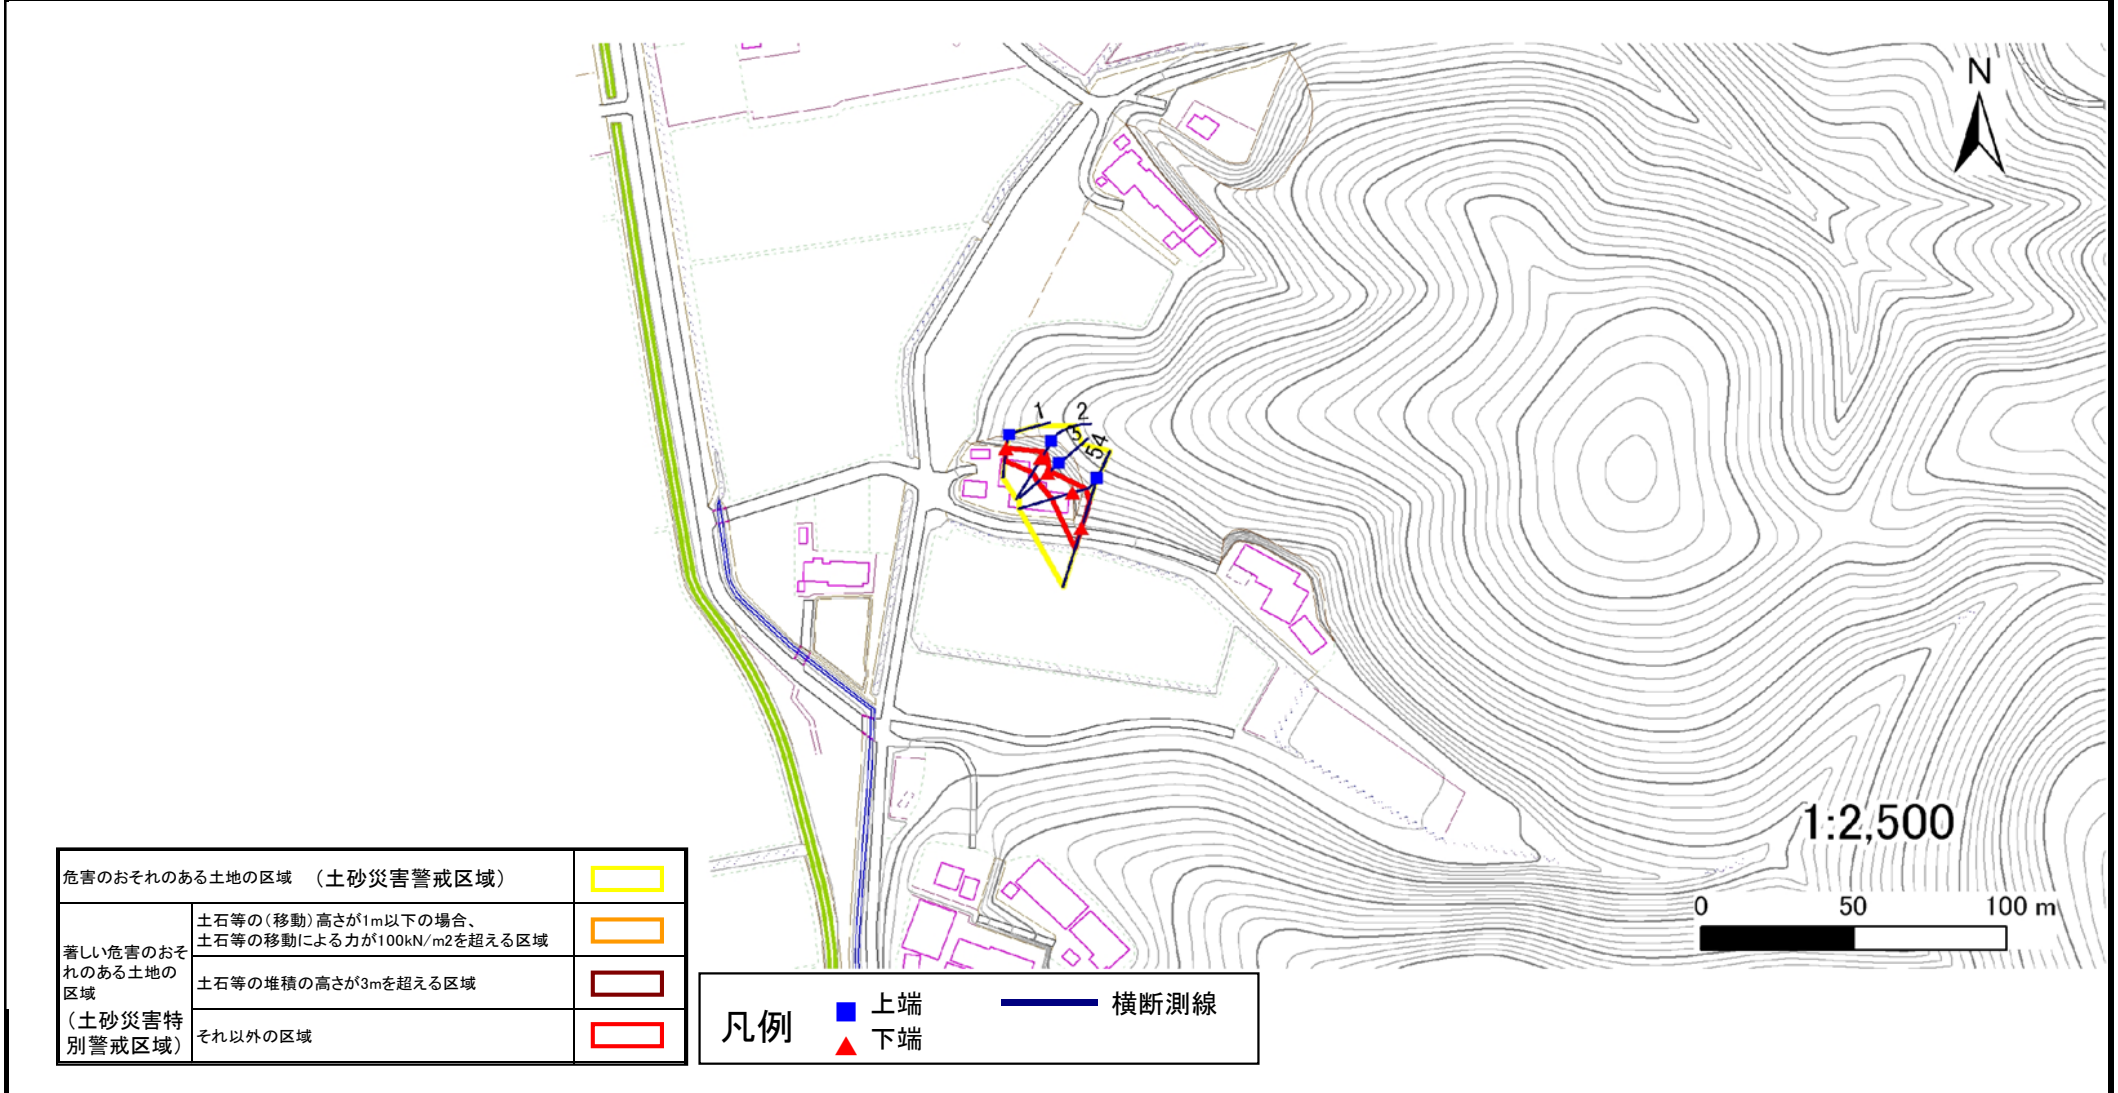 N
1
2
3
4
5
1:2,500
0 50 100 m
危害のおそれのある土地の区域 (土砂災害警戒区域)
著しい危害のおそ
れのある土地の
区域
(土砂災害特
別警戒区域)
土石等の(移動)高さが1m以下の場合、
土石等の移動による力が100kN/m2を超える区域
土石等の堆積の高さが3mを超える区域
それ以外の区域
凡例
上端
下端
横断測線